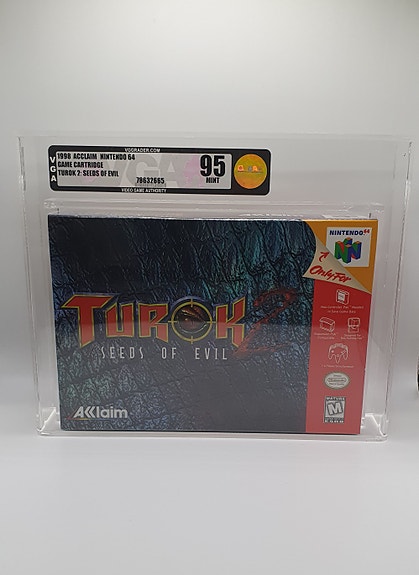 VGGRADER.COM
VGA
1998 ACCLAIM NINTENDO 64
GAME CARTRIDGE
TUROK 2: SEEDS OF EVIL
78632665
95
MINT
VIDEO GAME AUTHORITY
NINTENDO 64
Only For
TUROK 2
SEEDS OF EVIL
AKklaim
MATURE
M